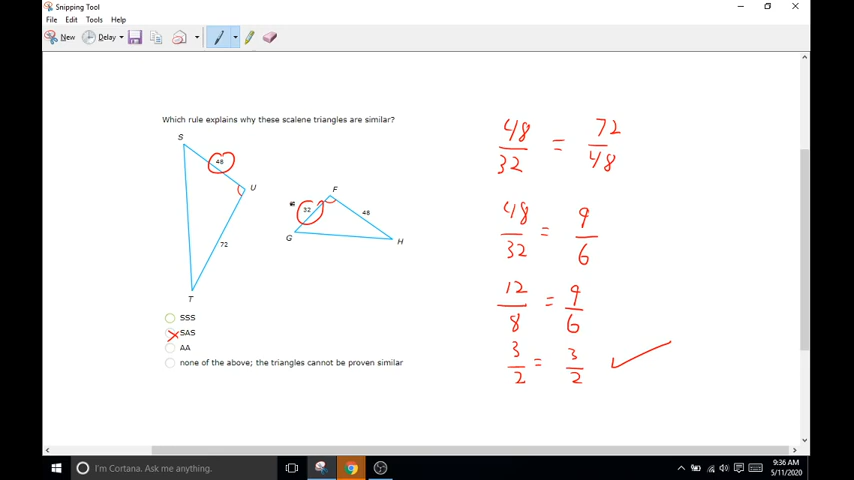 Snipping Tool
File Edit Tools Help
New Delay
Which rule explains why these scalene triangles are similar?
S
48
U
72
T
F
32
48
G
H
SSS
SAS
AA
none of the above; the triangles cannot be proven similar
48/32 = 72/48
48/32 = 9/6
12/8 = 9/6
3/2 = 3/2
I'm Cortana. Ask me anything.
9:36 AM
5/11/2020